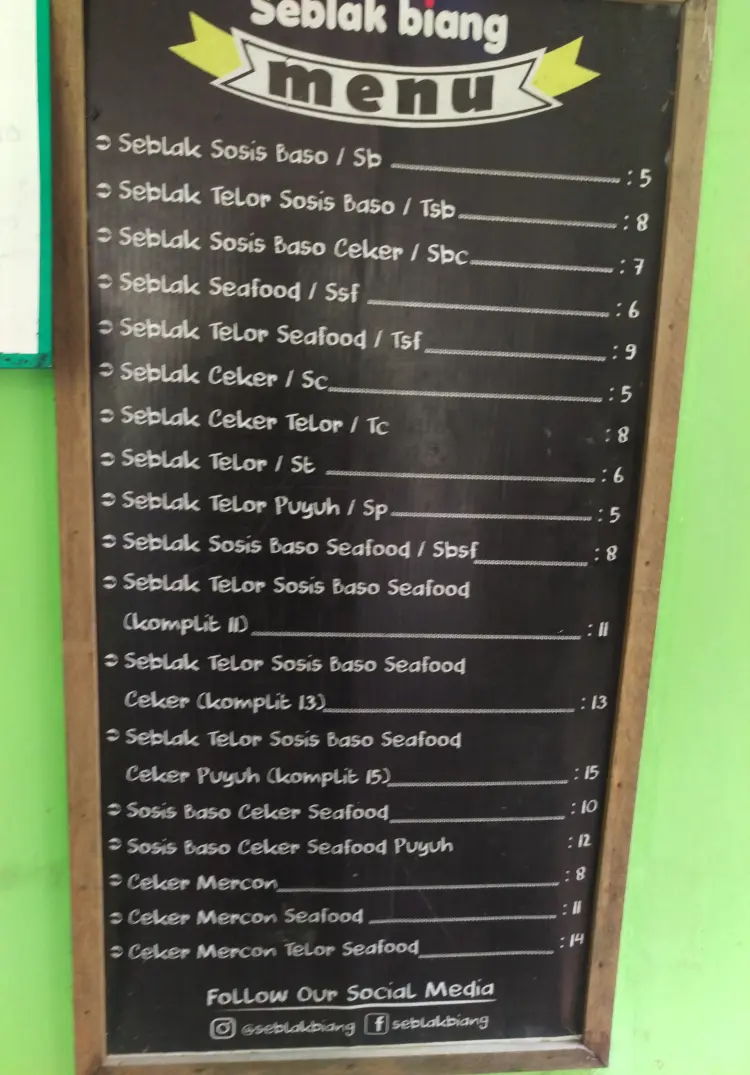 Seblak biang
menu
Seblak Sosis Baso / Sb : 5
Seblak Telor Sosis Baso / Tsb : 8
Seblak Sosis Baso Ceker / Sbc : 7
Seblak Seafood / Ssf : 6
Seblak Telor Seafood / Tsf : 9
Seblak Ceker / Sc : 5
Seblak Ceker Telor / Tc : 8
Seblak Telor / St : 6
Seblak Telor Puyuh / Sp : 5
Seblak Sosis Baso Seafood / Sbsf : 8
Seblak Telor Sosis Baso Seafood
(komplit 11) : 11
Seblak Telor Sosis Baso Seafood
Ceker (komplit 13) : 13
Seblak Telor Sosis Baso Seafood
Ceker Puyuh (komplit 15) : 15
Sosis Baso Ceker Seafood : 10
Sosis Baso Ceker Seafood Puyuh : 12
Ceker Mercon : 8
Ceker Mercon Seafood : 11
Ceker Mercon Telor Seafood : 14
Follow Our Social Media
@seblakbiang f seblakbiang